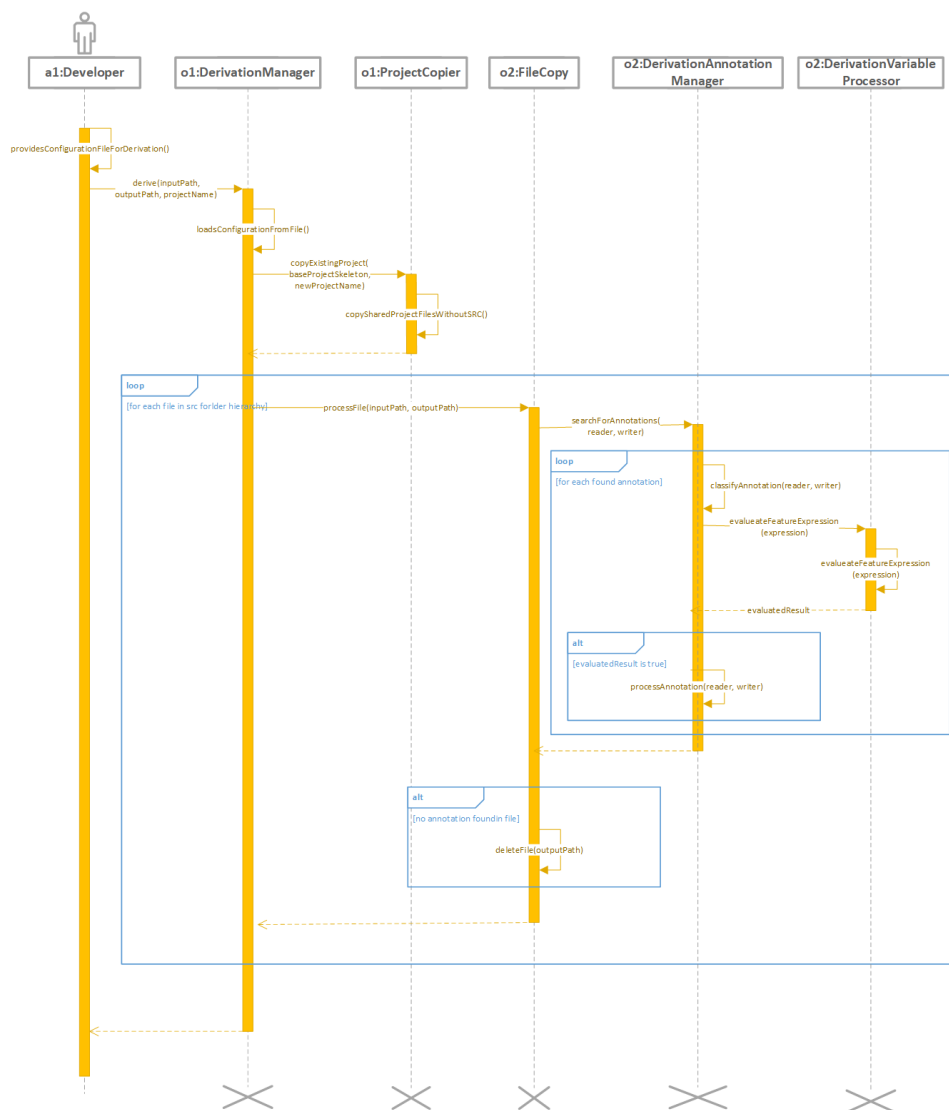 a1:Developer
o1:DerivationManager
o1:ProjectCopier
o2:FileCopy
o2:DerivationAnnotation
Manager
o2:DerivationVariable
Processor
providesConfigurationFileForDerivation()
derive(inputPath,
outputPath, projectName)
loadsConfigurationFromFile()
copyExistingProject(
baseProjectSkeleton,
newProjectName)
copySharedProjectFilesWithoutSRC()
loop
[for each file in src forlder hierarchy]
processFile(inputPath, outputPath)
searchForAnnotations(
reader, writer)
loop
[for each found annotation]
classifyAnnotation(reader, writer)
evalueateFeatureExpression
(expression)
evalueateFeatureExpression
(expression)
evaluatedResult
alt
[evaluatedResult is true]
processAnnotation(reader, writer)
alt
[no annotation foundin file]
deleteFile(outputPath)